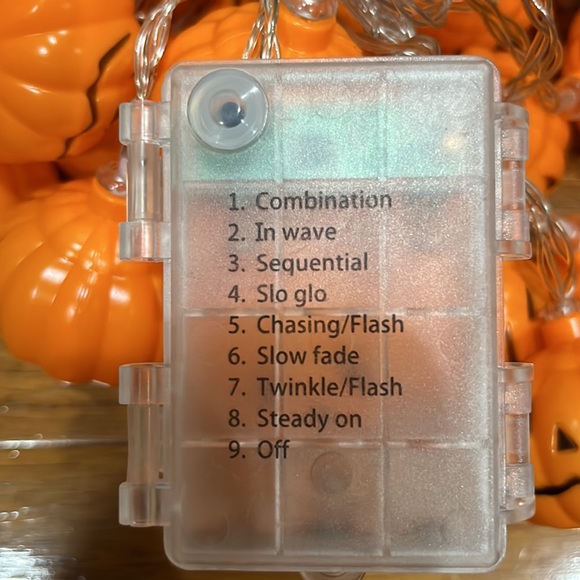 1. Combination
2. In wave
3. Sequential
4. Slo glo
5. Chasing/Flash
6. Slow fade
7. Twinkle/Flash
8. Steady on
9. Off